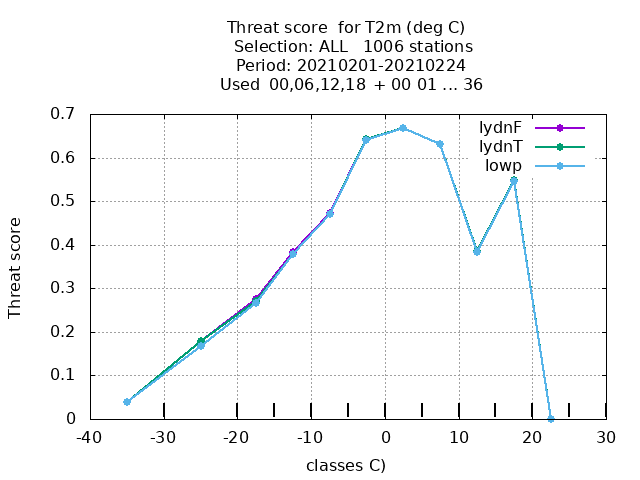 Threat score for T2m (deg C)
Selection: ALL 1006 stations
Period: 20210201-20210224
Used 00,06,12,18 + 00 01 ... 36
lydnF
lydnT
lowp
Threat score
0.7
0.6
0.5
0.4
0.3
0.2
0.1
0
-40 -30 -20 -10 0 10 20 30
classes C)